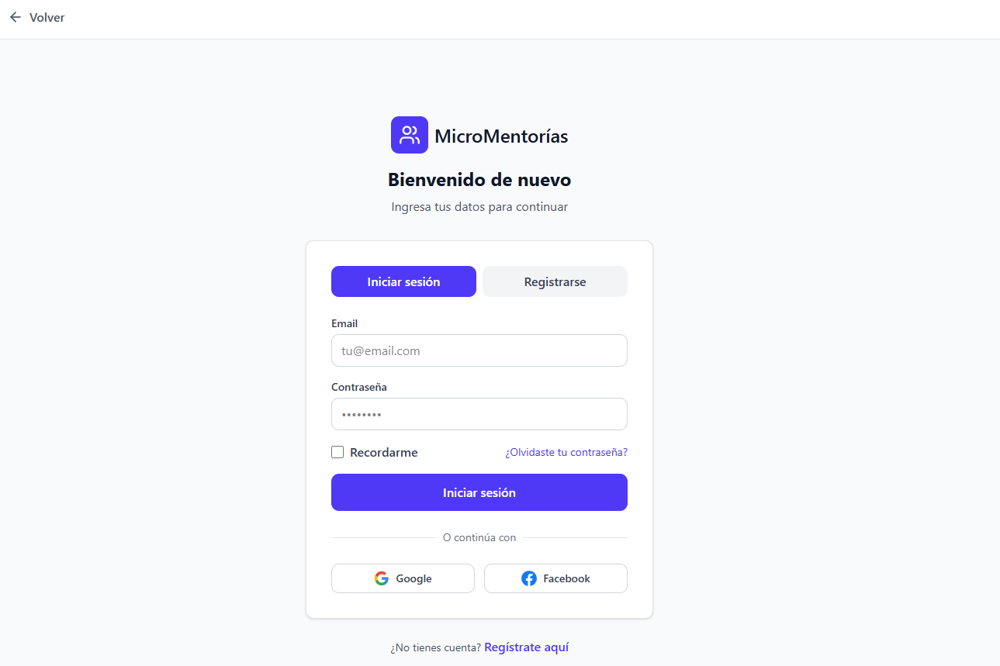 Volver
MicroMentorías
Bienvenido de nuevo
Ingresa tus datos para continuar
Iniciar sesión Registrarse
Email
tu@email.com
Contraseña
••••••••
Recordarme ¿Olvidaste tu contraseña?
Iniciar sesión
O continúa con
Google Facebook
¿No tienes cuenta? Regístrate aquí